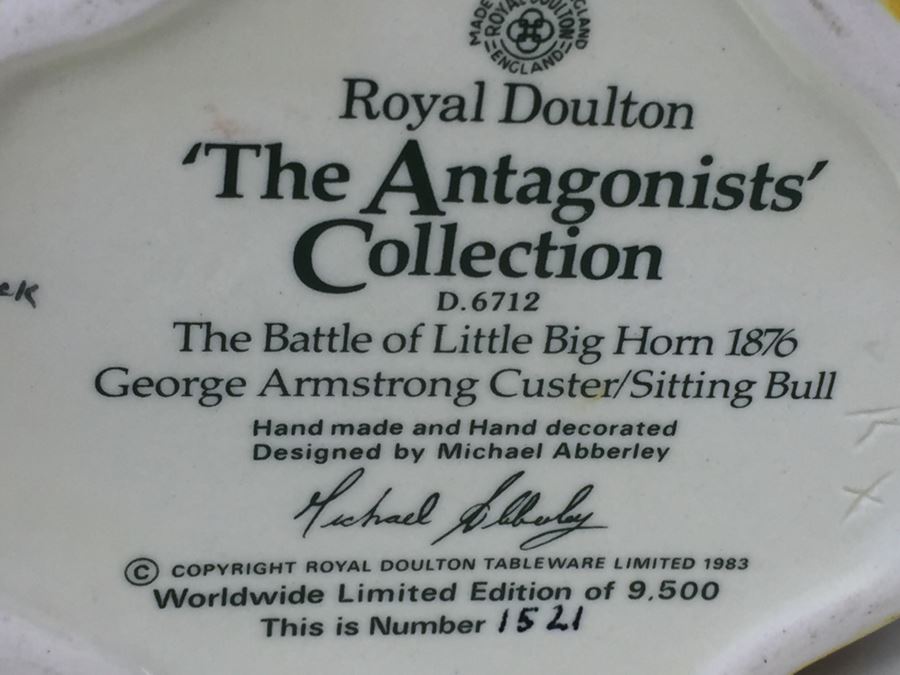 MADE IN ENGLAND
ROYAL DOULTON
ENGLAND
Royal Doulton
'The Antagonists'
Collection
D.6712
The Battle of Little Big Horn 1876
George Armstrong Custer/Sitting Bull
Hand made and Hand decorated
Designed by Michael Abberley
Michael Abberley
© COPYRIGHT ROYAL DOULTON TABLEWARE LIMITED 1983
Worldwide Limited Edition of 9,500
This is Number 1521